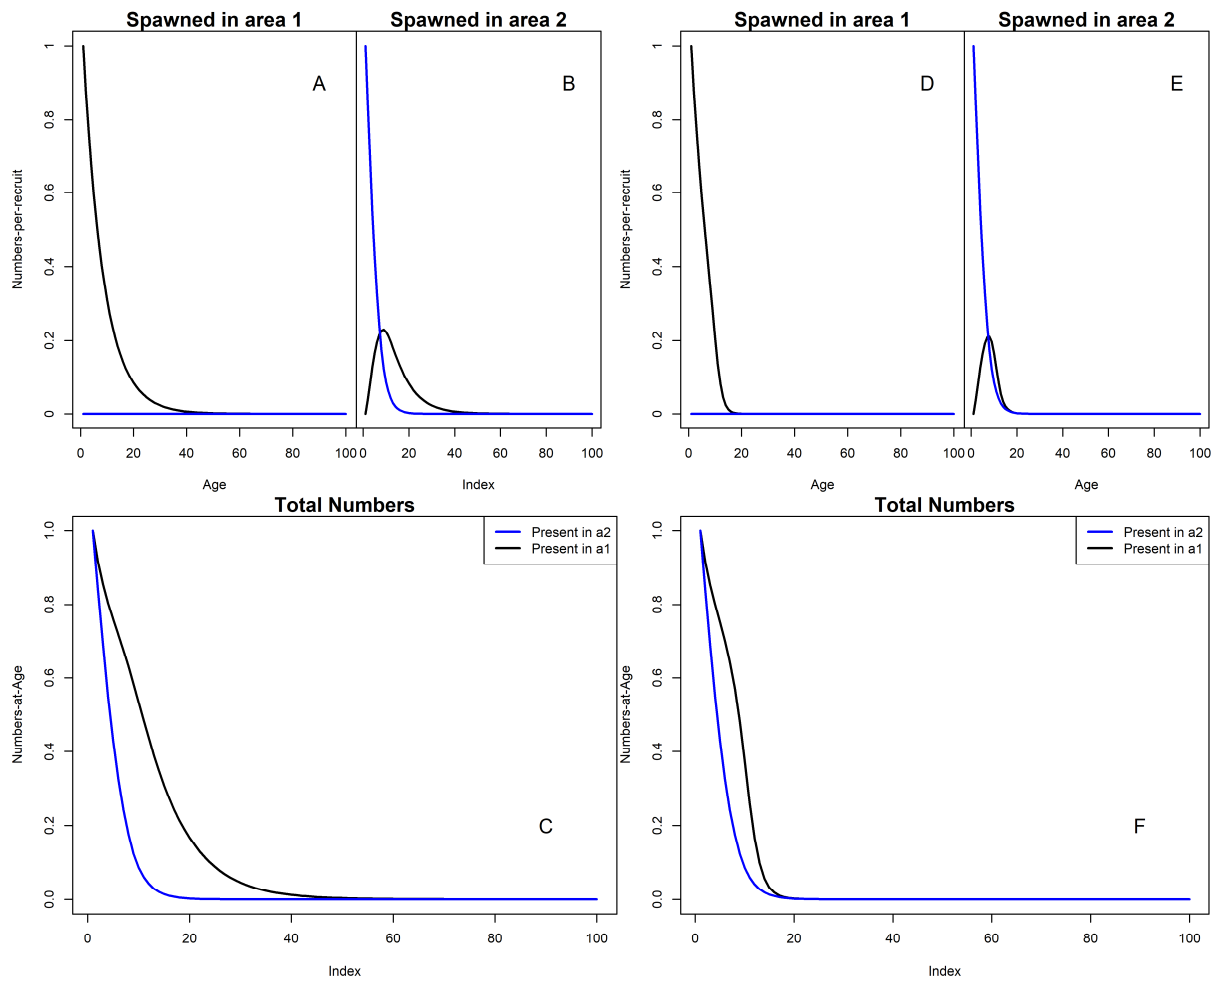 Spawned in area 1
Spawned in area 2
Numbers-per-recruit
0 0.2 0.4 0.6 0.8 1
A
B
0 20 40 60 80 100
0 20 40 60 80 100
Age
Index
Spawned in area 1
Spawned in area 2
Numbers-per-recruit
0 0.2 0.4 0.6 0.8 1
D
E
0 20 40 60 80 100
0 20 40 60 80 100
Age
Age
Total Numbers
Numbers-at-Age
0.0 0.2 0.4 0.6 0.8 1.0
Present in a2
Present in a1
C
0 20 40 60 80 100
Index
Total Numbers
Numbers-at-Age
0.0 0.2 0.4 0.6 0.8 1.0
Present in a2
Present in a1
F
0 20 40 60 80 100
Index